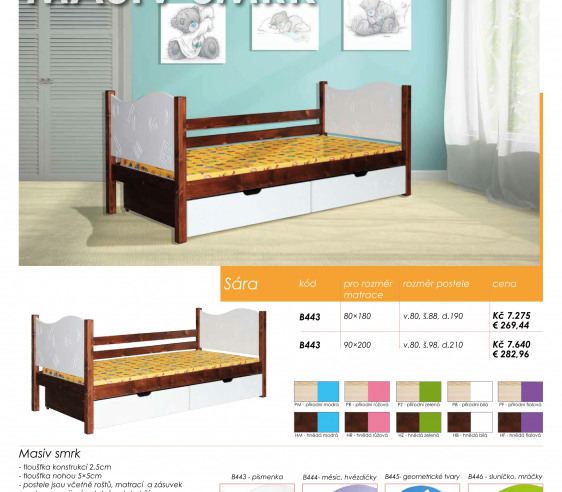 MASIV SMRK
Sára kód pro rozměr matrace rozměr postele cena
B443 80×180 v.80, š.88, d.190 Kč 7.275
€ 269,44
B443 90×200 v.80, š.98, d.210 Kč 7.640
€ 282,96
PM - přírodní modrá PR - přírodní růžová PZ - přírodní zelená PB - přírodní bílá PF - přírodní fialová
HM - hnědá modrá HR - hnědá růžová HZ - hnědá zelená HB - hnědá bílá HF - hnědá fialová
Masiv smrk
- tloušťka konstrukcí 2,5cm
- tloušťka nohou 5×5cm
- postele jsou včetně roštů, matrací a zásuvek
B443 - písmenka B444- měsíc, hvězdičky B445- geometrické tvary B446 - sluníčko, mráčky